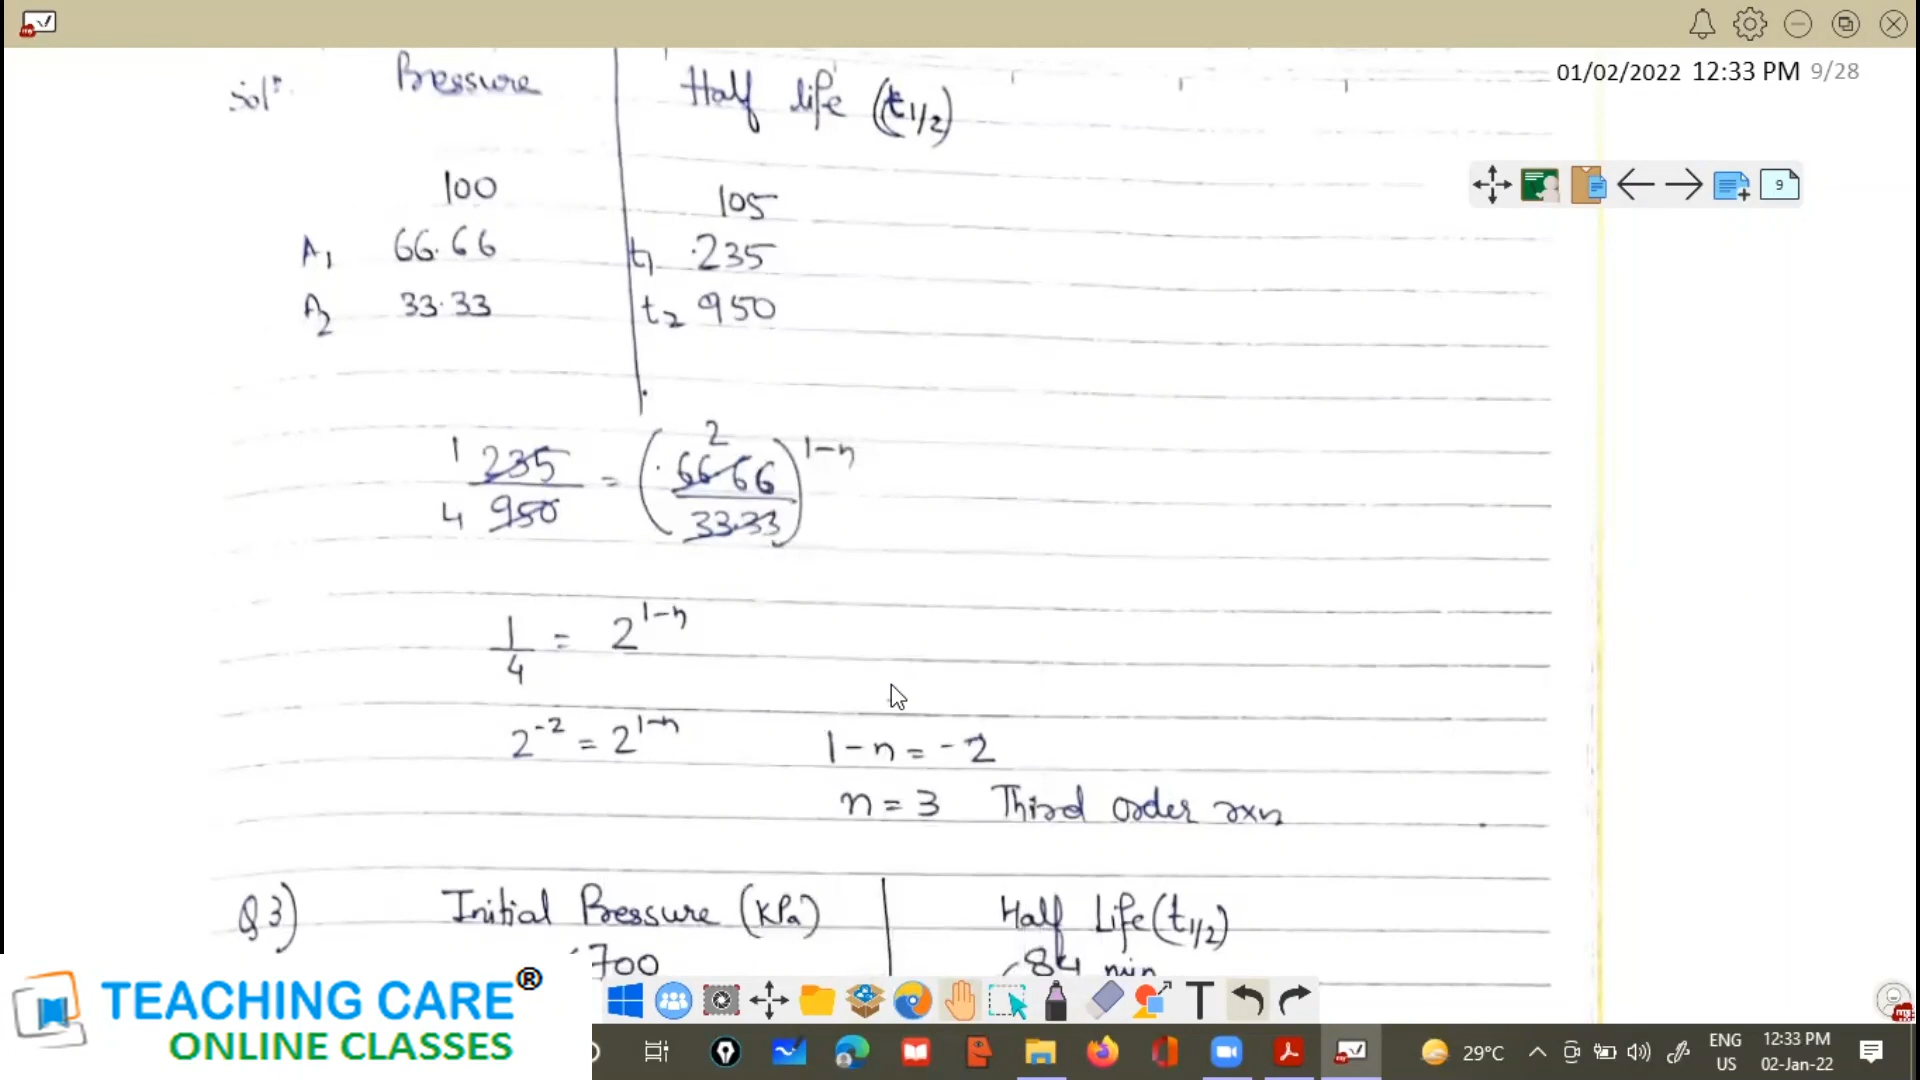 01/02/2022 12:33 PM 9/28
Sol: Pressure Half life (t1/2)
9
100 105
A1 66.66 t1 235
A2 33.33 t2 950
1 235 / 4 950 = (2 66.66 / 33.33)^1-n
1/4 = 2^1-n
2^-2 = 2^1-n 1-n = -2
n = 3 Third order rxn
Q3) Initial Pressure (KPa) Half Life (t1/2)
700 84 min
TEACHING CARE®
ONLINE CLASSES
T
29°C ENG US 12:33 PM 02-Jan-22